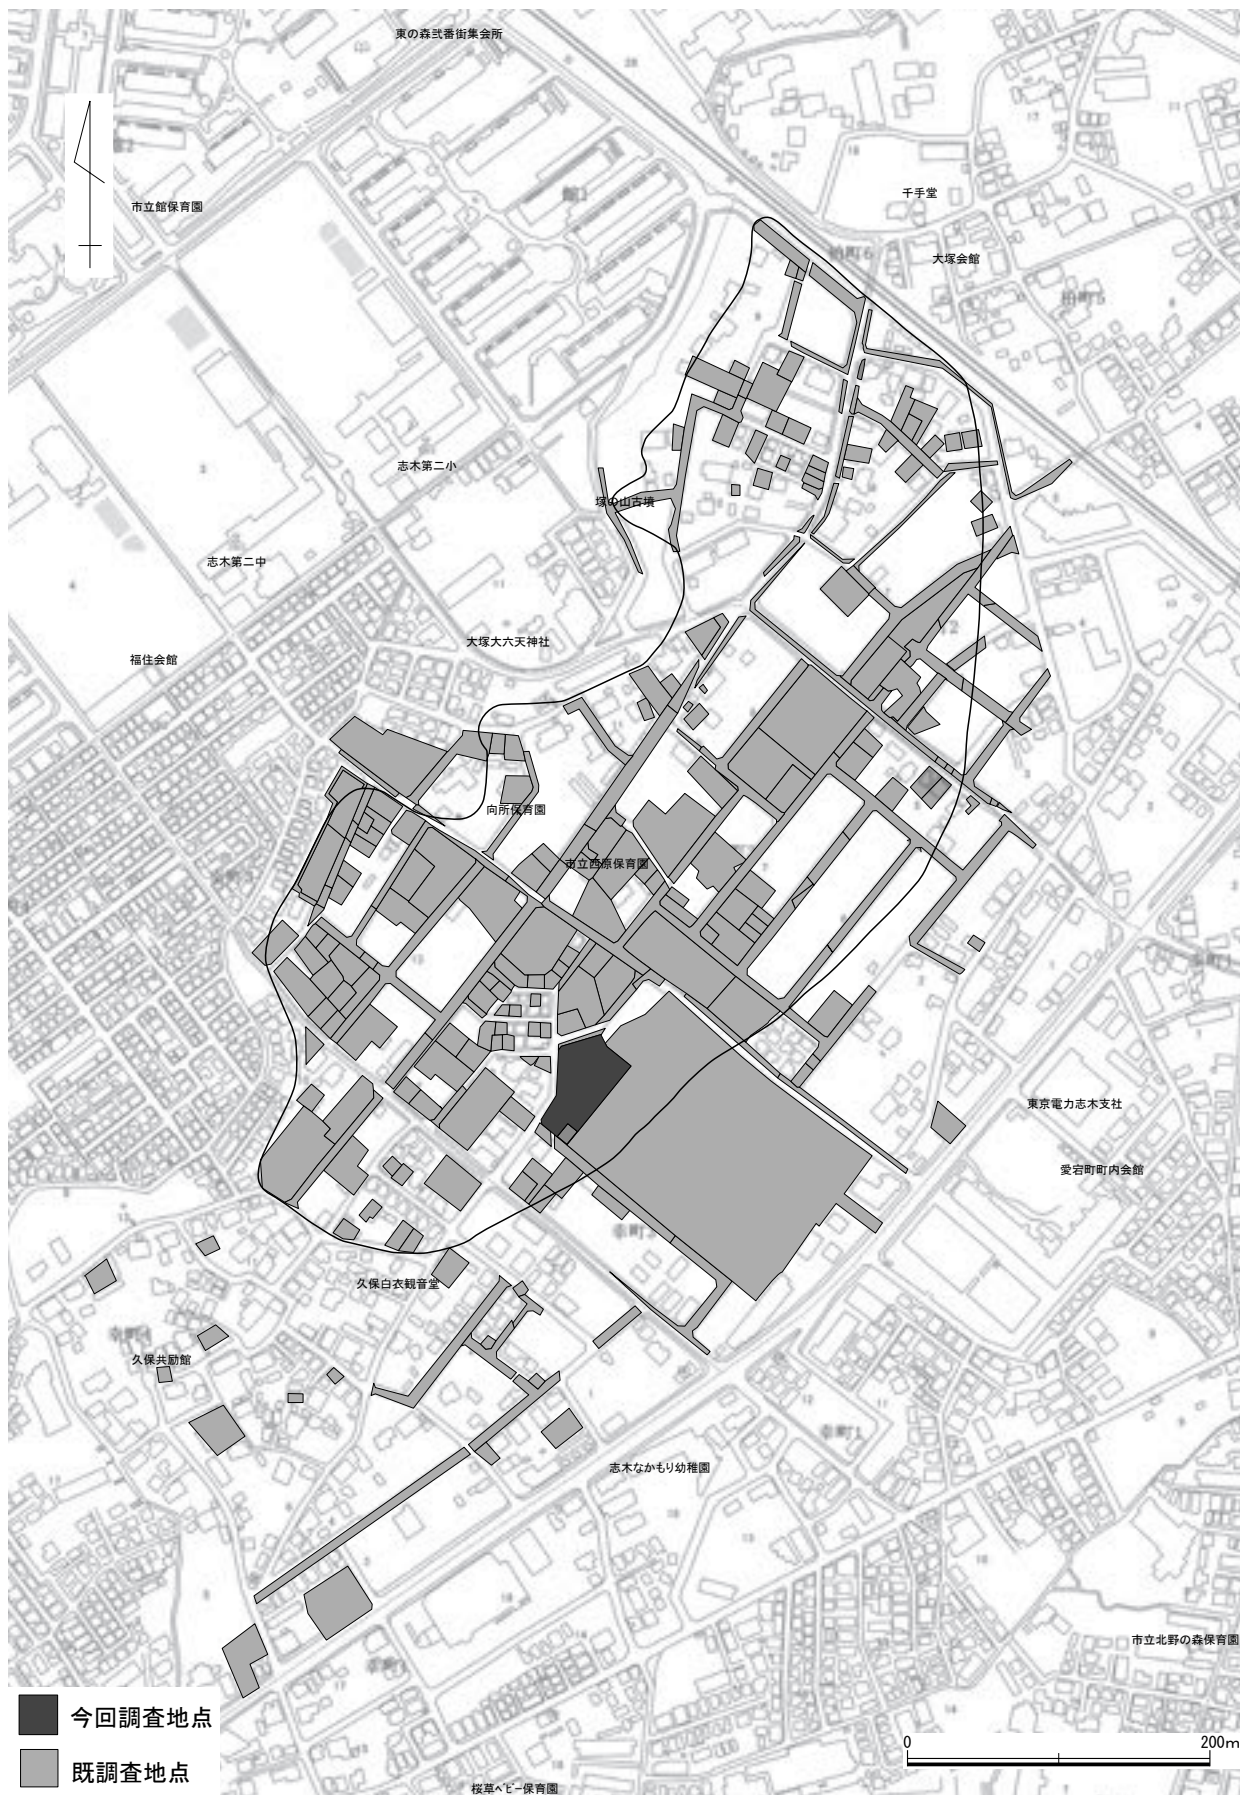 東の森弐番街集会所
千手堂
市立館保育園
大塚会館
柏町5
志木第二小
塚の山古墳
志木第二中
大塚大六天神社
福住会館
向所保育園
市立西原保育園
東京電力志木支社
愛宕町町内会館
久保白衣観音堂
久保共励館
幸町1
志木なかもり幼稚園
市立北野の森保育園
今回調査地点
既調査地点
0 200m
桜草ベビー保育園